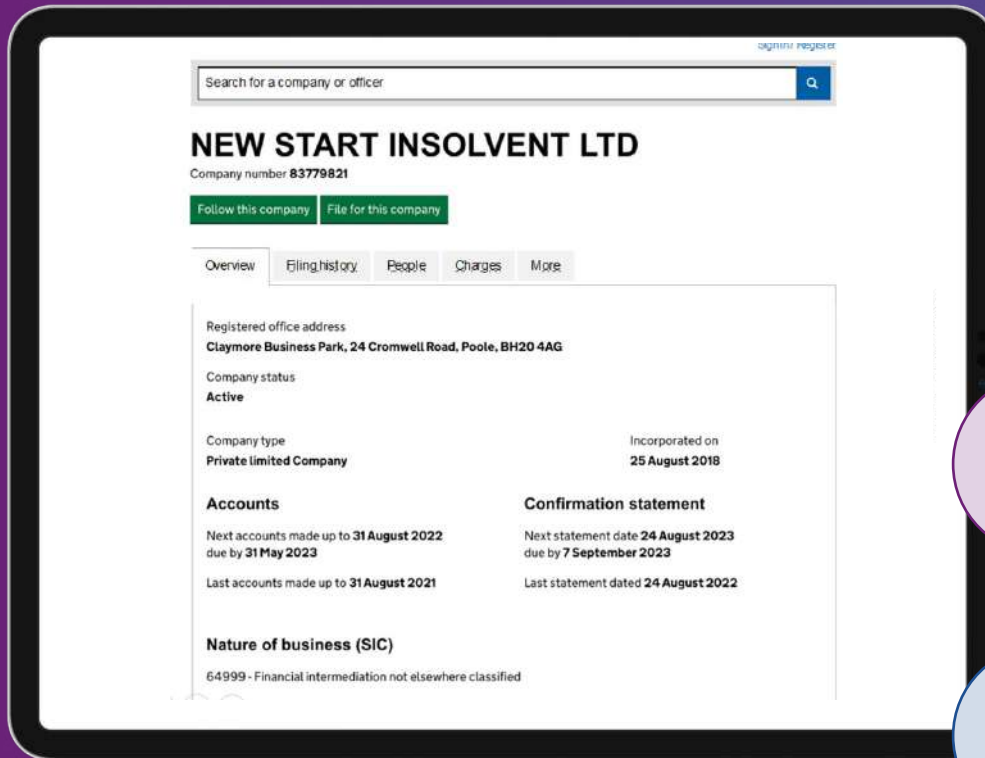 Sign in / Register
Search for a company or officer
NEW START INSOLVENT LTD
Company number 83779821
Follow this company File for this company
Overview Filing history People Charges More
Registered office address
Claymore Business Park, 24 Cromwell Road, Poole, BH20 4AG
Company status
Active
Company type Incorporated on
Private limited Company 25 August 2018
Accounts Confirmation statement
Next accounts made up to 31 August 2022 Next statement date 24 August 2023
due by 31 May 2023 due by 7 September 2023
Last accounts made up to 31 August 2021 Last statement dated 24 August 2022
Nature of business (SIC)
64999 - Financial intermediation not elsewhere classified